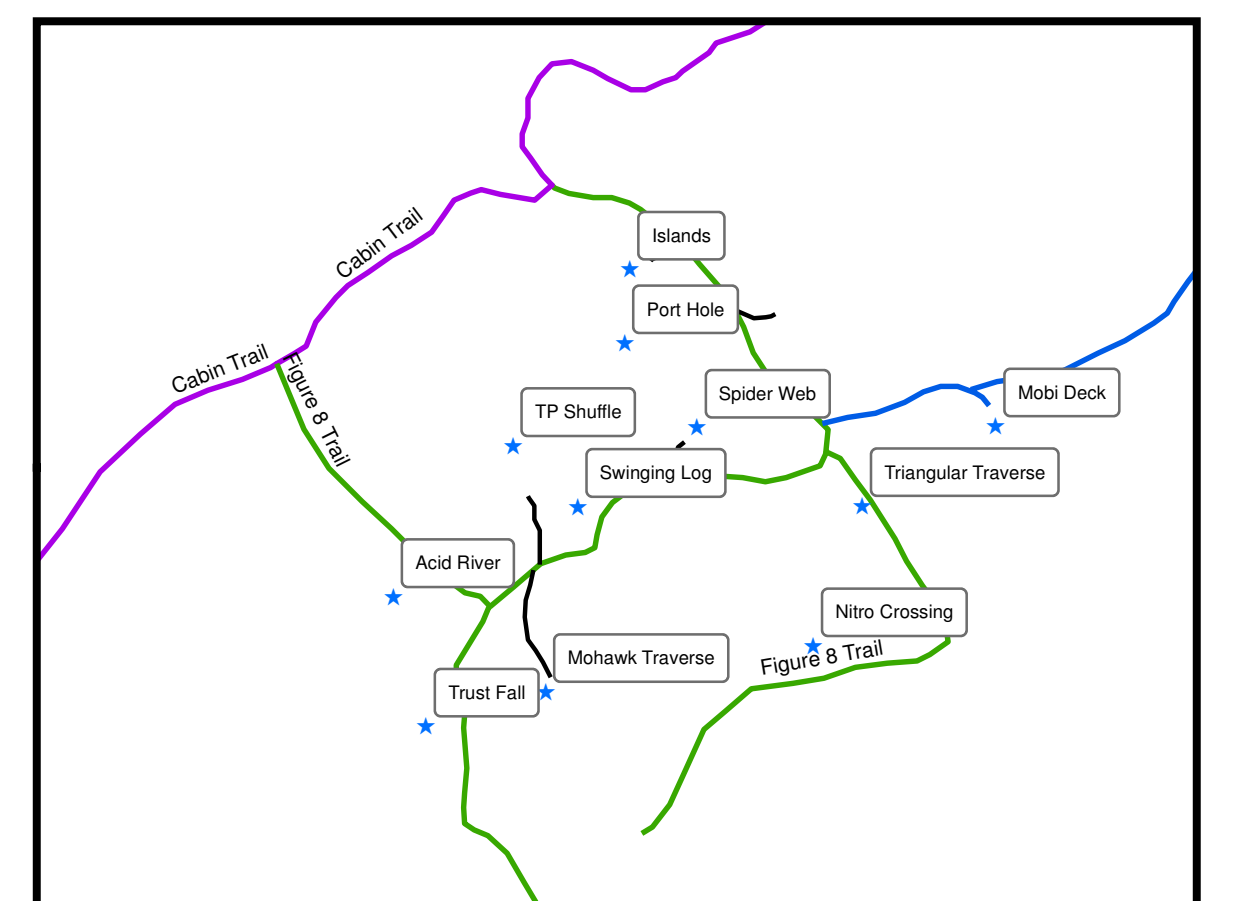 Cabin Trail
Islands
Port Hole
Cabin Trail
Figure 8 Trail
Spider Web
Mobi Deck
TP Shuffle
Swinging Log
Triangular Traverse
Acid River
Nitro Crossing
Mohawk Traverse
Figure 8 Trail
Trust Fall